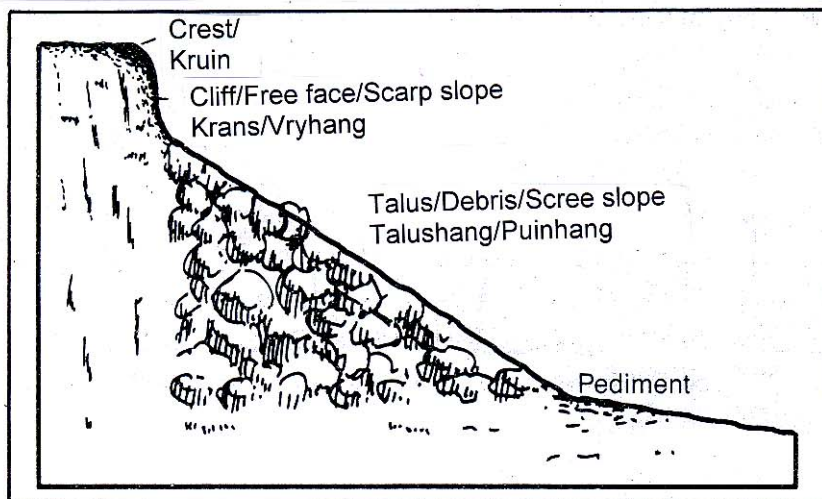 Crest/
Kruin
Cliff/Free face/Scarp slope
Krans/Vryhang
Talus/Debris/Scree slope
Talushang/Puinhang
Pediment